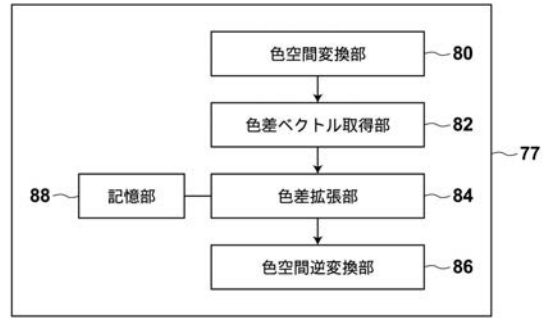 色空間変換部 80
色差ベクトル取得部 82
77
88 記憶部 色差拡張部 84
色空間逆変換部 86